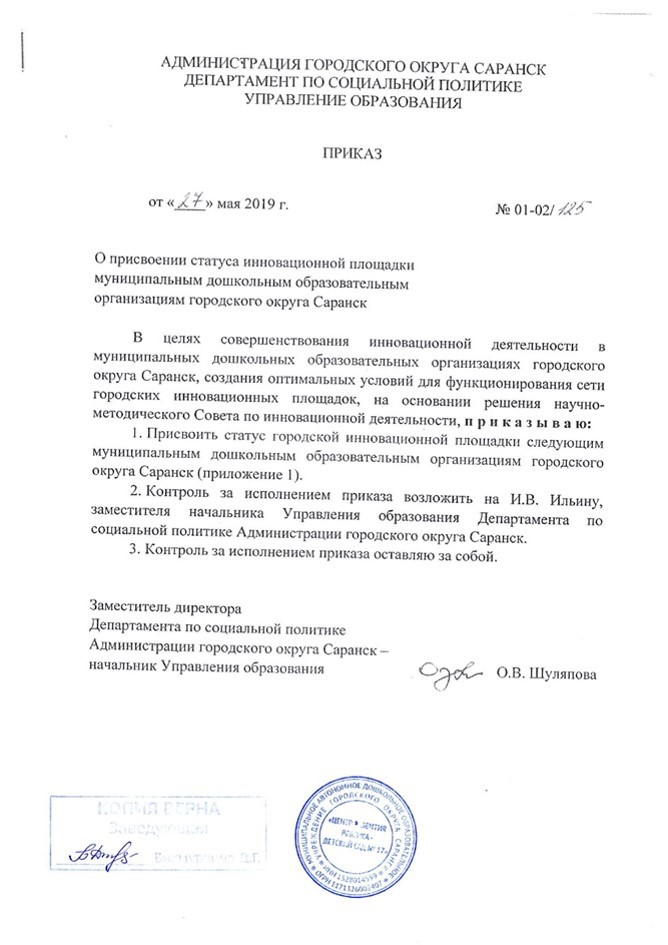 АДМИНИСТРАЦИЯ ГОРОДСКОГО ОКРУГА САРАНСК
ДЕПАРТАМЕНТ ПО СОЦИАЛЬНОЙ ПОЛИТИКЕ
УПРАВЛЕНИЕ ОБРАЗОВАНИЯ
ПРИКАЗ
от «27» мая 2019 г.
№ 01-02/125
О присвоении статуса инновационной площадки
муниципальным дошкольным образовательным
организациям городского округа Саранск
В целях совершенствования инновационной деятельности в
муниципальных дошкольных образовательных организациях городского
округа Саранск, создания оптимальных условий для функционирования сети
городских инновационных площадок, на основании решения научно-
методического Совета по инновационной деятельности, п р и к а з ы в а ю:
1. Присвоить статус городской инновационной площадки следующим
муниципальным дошкольным образовательным организациям городского
округа Саранск (приложение 1).
2. Контроль за исполнением приказа возложить на И.В. Ильину,
заместителя начальника Управления образования Департамента по
социальной политике Администрации городского округа Саранск.
3. Контроль за исполнением приказа оставляю за собой.
Заместитель директора
Департамента по социальной политике
Администрации городского округа Саранск –
начальник Управления образования
О.В. Шуляпова
КОПИЯ ВЕРНА
Заведующий
МУНИЦИПАЛЬНОЕ АВТОНОМНОЕ ДОШКОЛЬНОЕ ОБРАЗОВАТЕЛЬНОЕ
УЧРЕЖДЕНИЕ ГОРОДСКОГО ОКРУГА САРАНСК
«ЦЕНТР РАЗВИТИЯ
РЕБЕНКА -
ДЕТСКИЙ САД № 17»